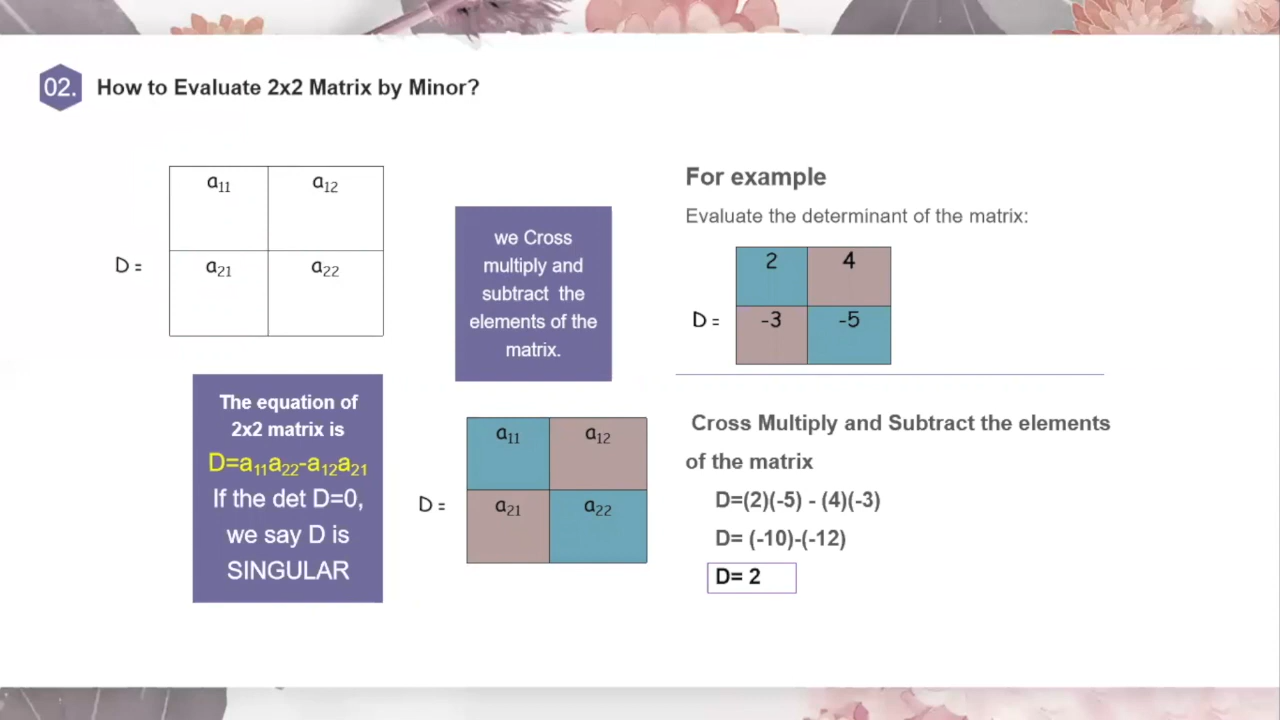 02. How to Evaluate 2x2 Matrix by Minor?
a₁₁ a₁₂
D =
a₂₁ a₂₂
The equation of
2x2 matrix is
D=a₁₁a₂₂-a₁₂a₂₁
If the det D=0,
we say D is
SINGULAR
we Cross
multiply and
subtract the
elements of the
matrix.
a₁₁ a₁₂
D =
a₂₁ a₂₂
For example
Evaluate the determinant of the matrix:
2 4
D =
-3 -5
Cross Multiply and Subtract the elements
of the matrix
D=(2)(-5) - (4)(-3)
D= (-10)-(-12)
D= 2